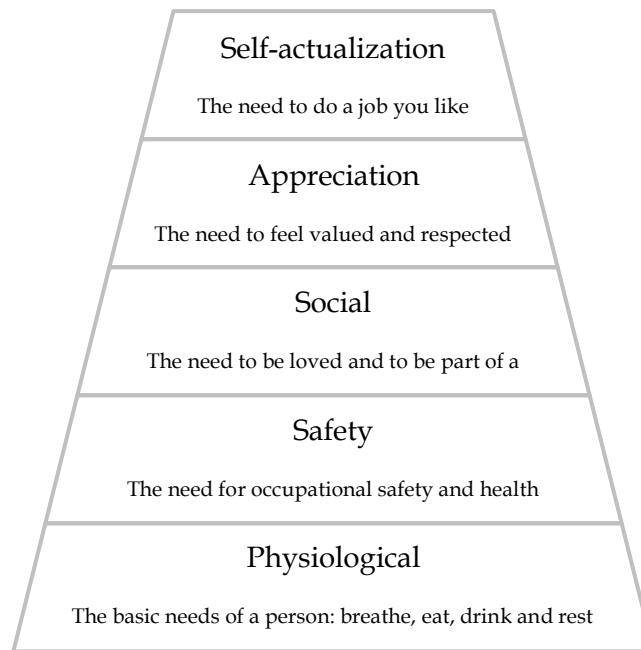 Self-actualization
The need to do a job you like
Appreciation
The need to feel valued and respected
Social
The need to be loved and to be part of a
Safety
The need for occupational safety and health
Physiological
The basic needs of a person: breathe, eat, drink and rest